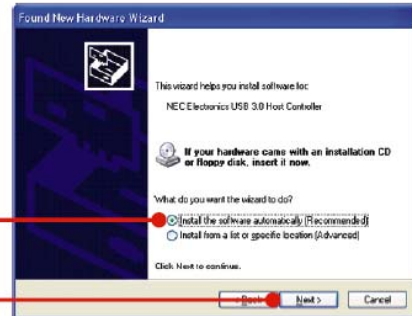 Found New Hardware Wizard
This wizard helps you install software for:
NEC Electronics USB 3.0 Host Controller
If your hardware came with an installation CD
or floppy disk, insert it now.
What do you want the wizard to do?
Install the software automatically (Recommended)
Install from a list or specific location (Advanced)
Click Next to continue.
< Back Next > Cancel